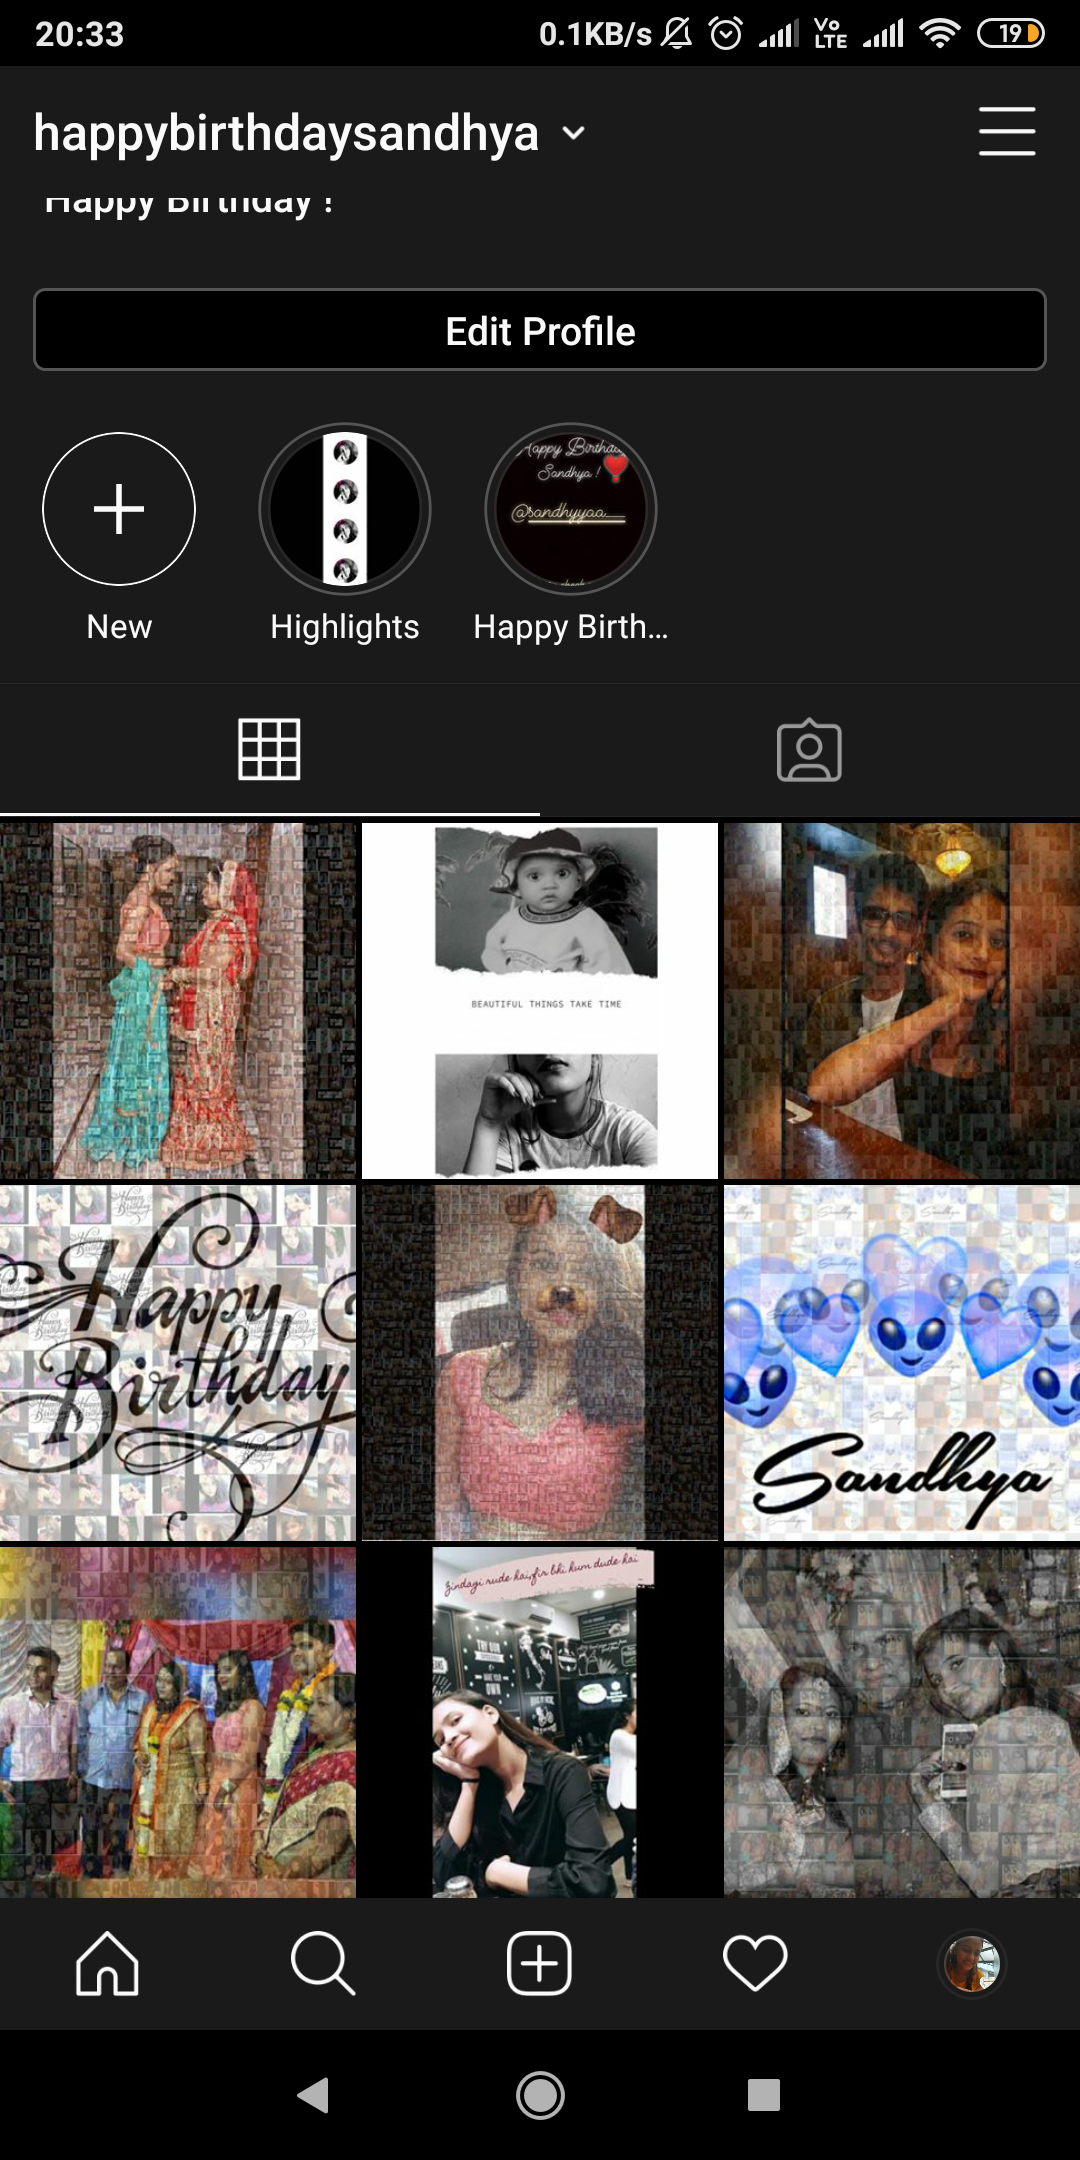 20:33
0.1KB/s
Vo
LTE
19
happybirthdaysandhya
Happy Birthday !
Edit Profile
Happy Birthday
Sandhya !
@sandhyyaa__
New
Highlights
Happy Birth...
BEAUTIFUL THINGS TAKE TIME
Happy
Birthday
Sandhya
Zindagi rude hai,fir bhi hum dude hai